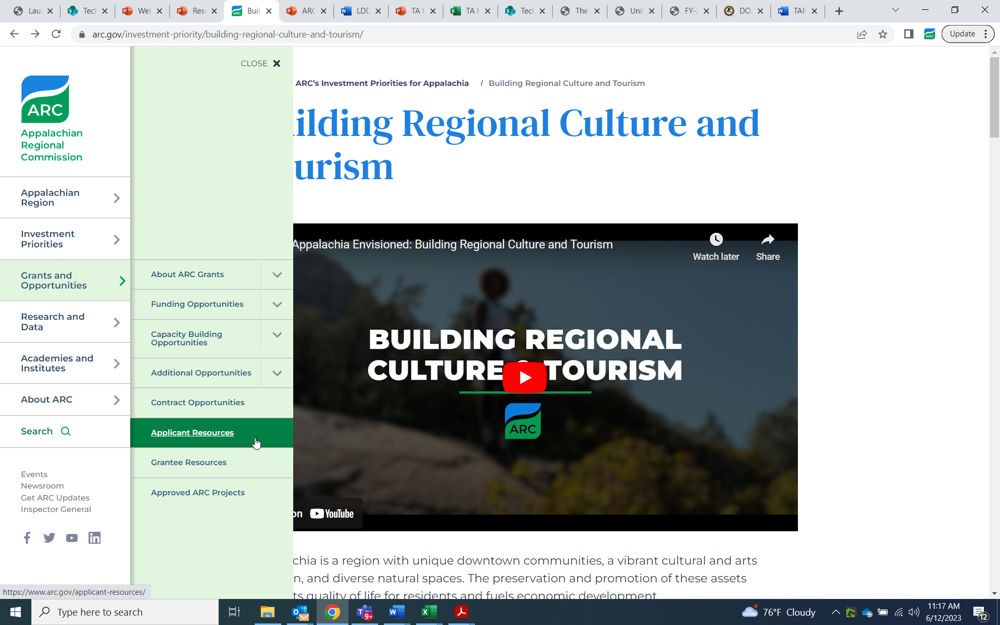 Lau
Tech
Web
Res
Buil
ARC
LDD
TA F
TA F
Tech
The
Unit
FY-2
DO
TAP
arc.gov/investment-priority/building-regional-culture-and-tourism/
ARC
Update
ARC
Appalachian
Regional
Commission
Appalachian
Region
Investment
Priorities
Grants and
Opportunities
Research and
Data
Academies and
Institutes
About ARC
Search
Events
Newsroom
Get ARC Updates
Inspector General
https://www.arc.gov/applicant-resources/
CLOSE
About ARC Grants
Funding Opportunities
Capacity Building
Opportunities
Additional Opportunities
Contract Opportunities
Applicant Resources
Grantee Resources
Approved ARC Projects
ARC's Investment Priorities for Appalachia / Building Regional Culture and Tourism
ilding Regional Culture and
urism
Appalachia Envisioned: Building Regional Culture and Tourism
Watch later
Share
BUILDING REGIONAL
CULTURE & TOURISM
ARC
on YouTube
chia is a region with unique downtown communities, a vibrant cultural and arts
n, and diverse natural spaces. The preservation and promotion of these assets
ts quality of life for residents and fuels economic development
Type here to search
9+
76°F Cloudy
11:17 AM
6/12/2023
12